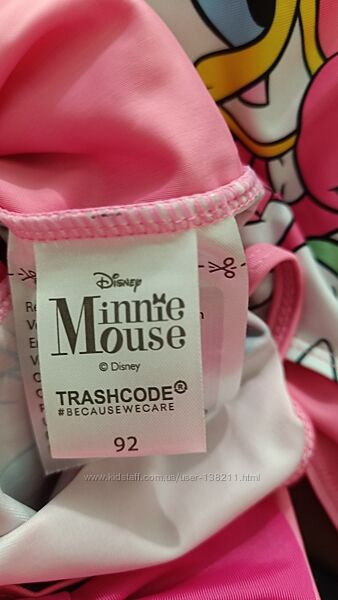 Disney
Minnie
Mouse
© Disney
TRASHCODE®
#BECAUSEWECARE
92
www.kidstaff.com.ua/user-138211.html